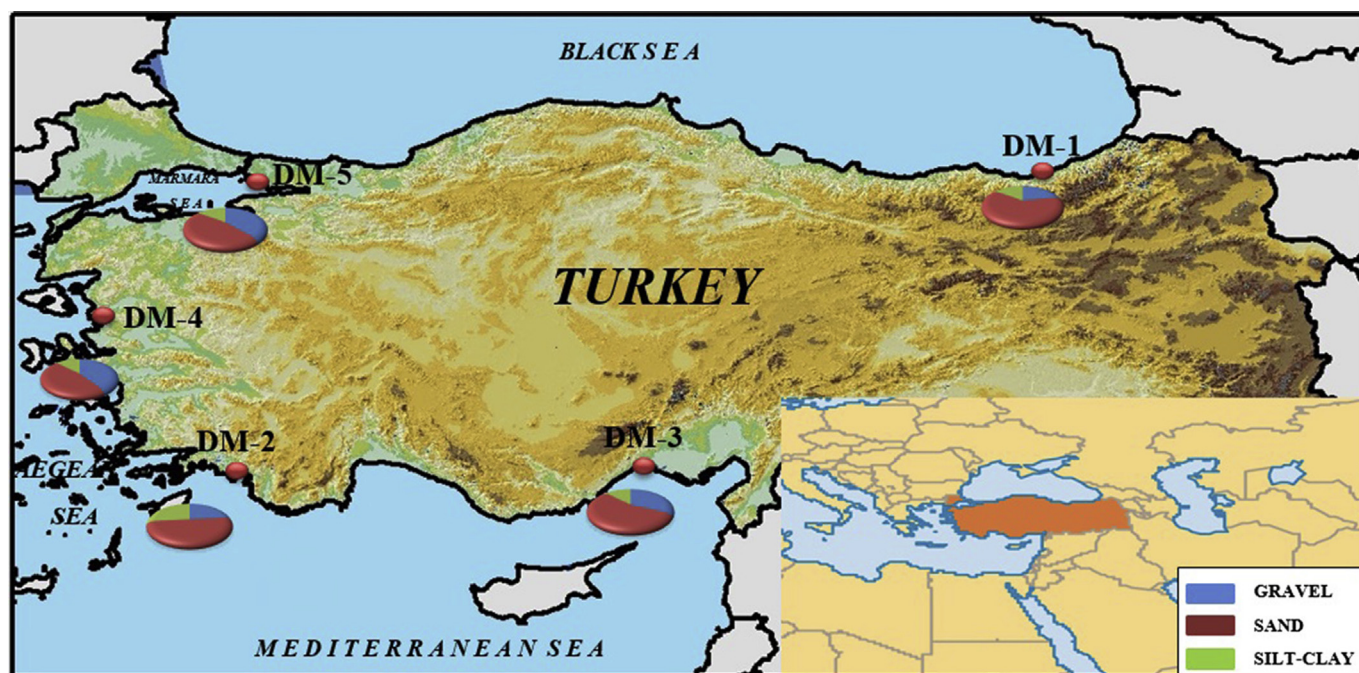 BLACK SEA
DM-1
DM-5
MARMARA
SEA
TURKEY
DM-4
DM-2
DM-3
AEGEA
SEA
MEDITERRANEAN SEA
GRAVEL
SAND
SILT-CLAY